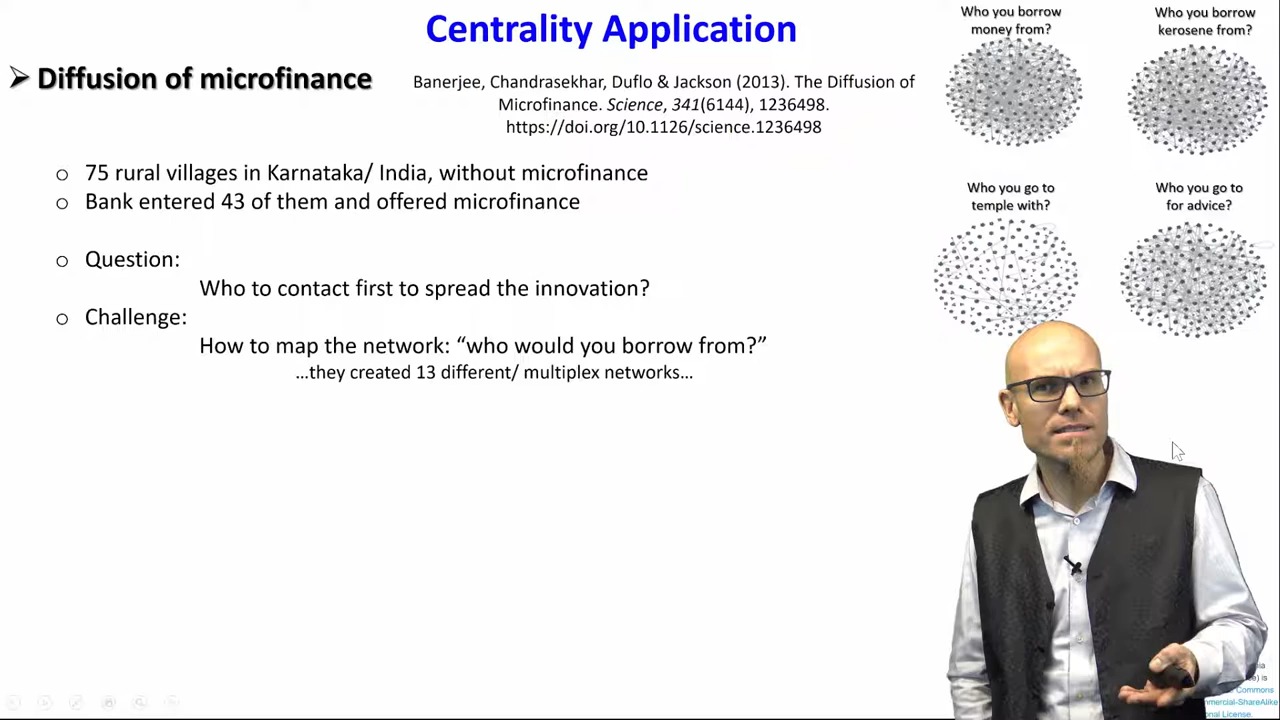 Centrality Application
➢ Diffusion of microfinance
Banerjee, Chandrasekhar, Duflo & Jackson (2013). The Diffusion of
Microfinance. Science, 341(6144), 1236498.
https://doi.org/10.1126/science.1236498
o 75 rural villages in Karnataka/ India, without microfinance
o Bank entered 43 of them and offered microfinance
o Question:
Who to contact first to spread the innovation?
o Challenge:
How to map the network: “who would you borrow from?”
…they created 13 different/ multiplex networks…
Who you borrow
money from?
Who you borrow
kerosene from?
Who you go to
temple with?
Who you go to
for advice?
is
Commons
License.